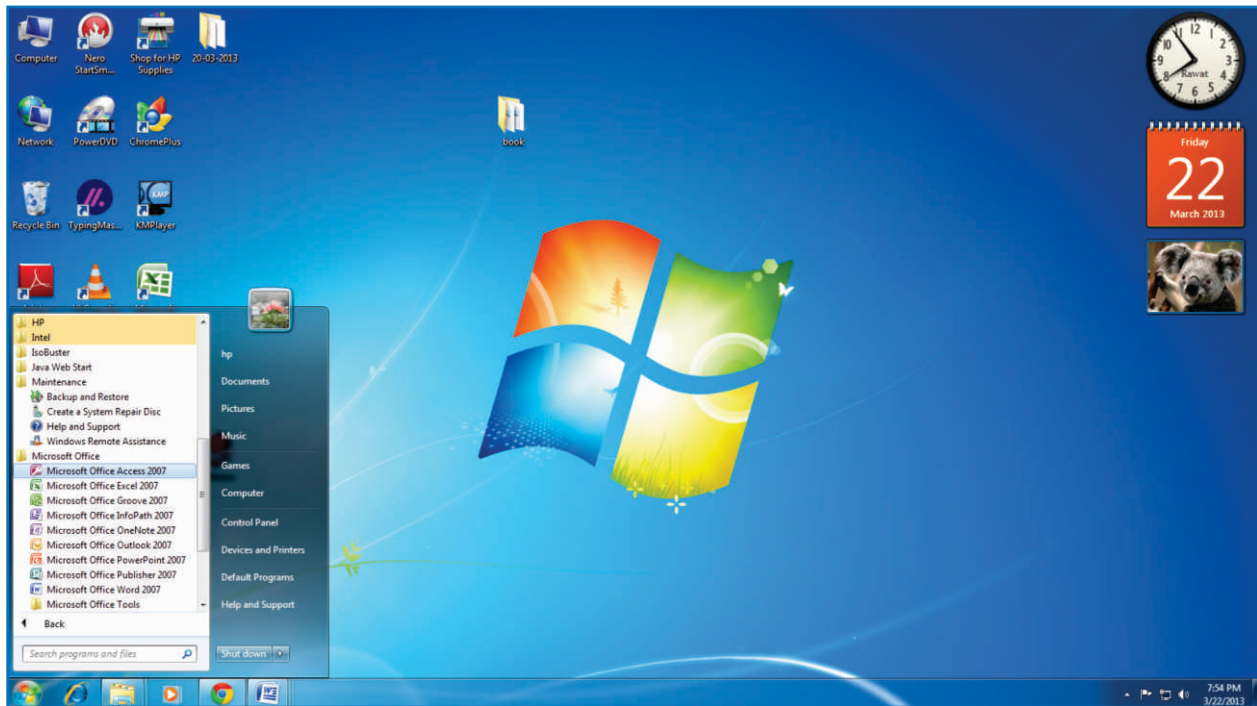 Computer
Nero
StartSm...
Shop for HP
Supplies
20-03-2013
Network
PowerDVD
ChromePlus
book
Recycle Bin
TypingMas...
KMP
KMPlayer
12
1
2
3
4
5
6
7
8
9
10
Rawat
Friday
22
March 2013
HP
Intel
IsoBuster
Java Web Start
Maintenance
Backup and Restore
Create a System Repair Disc
Help and Support
Windows Remote Assistance
Microsoft Office
Microsoft Office Access 2007
Microsoft Office Excel 2007
Microsoft Office Groove 2007
Microsoft Office InfoPath 2007
Microsoft Office OneNote 2007
Microsoft Office Outlook 2007
Microsoft Office PowerPoint 2007
Microsoft Office Publisher 2007
Microsoft Office Word 2007
Microsoft Office Tools
Back
Search programs and files
hp
Documents
Pictures
Music
Games
Computer
Control Panel
Devices and Printers
Default Programs
Help and Support
Shut down
7:54 PM
3/22/2013